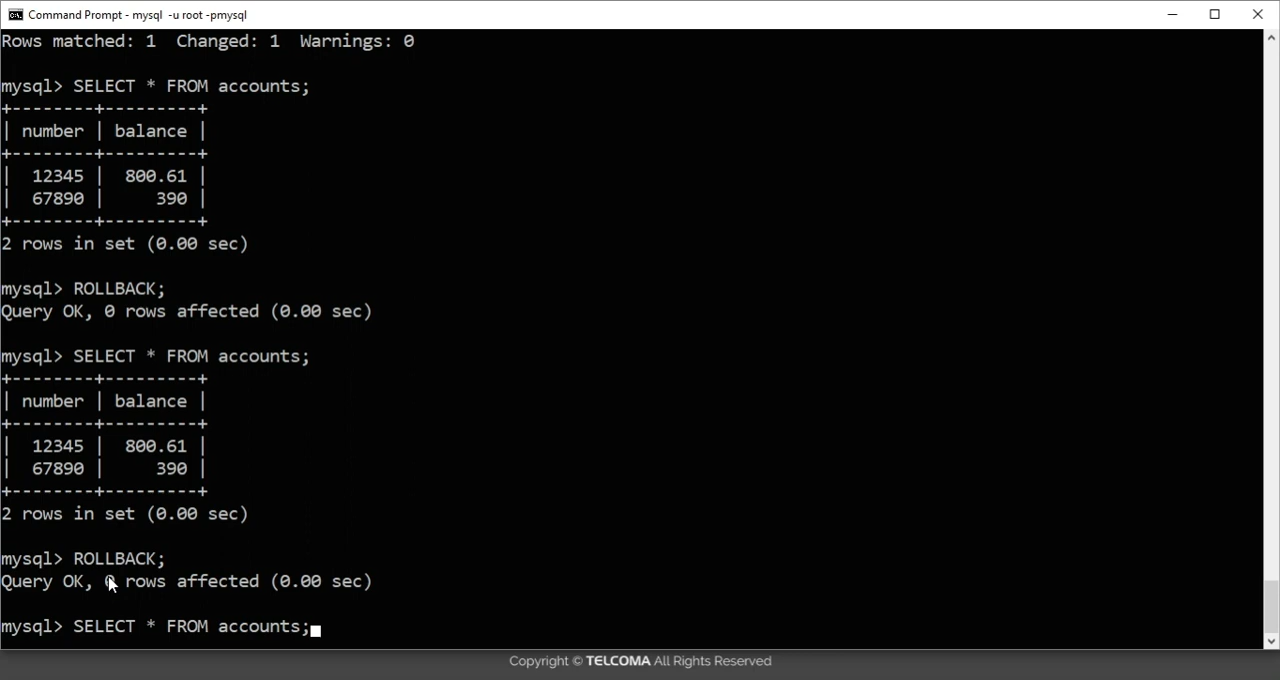 Command Prompt - mysql -u root -pmysql
Rows matched: 1  Changed: 1  Warnings: 0
mysql> SELECT * FROM accounts;
+--------+---------+
| number | balance |
+--------+---------+
|  12345 |  800.61 |
|  67890 |     390 |
+--------+---------+
2 rows in set (0.00 sec)
mysql> ROLLBACK;
Query OK, 0 rows affected (0.00 sec)
mysql> SELECT * FROM accounts;
+--------+---------+
| number | balance |
+--------+---------+
|  12345 |  800.61 |
|  67890 |     390 |
+--------+---------+
2 rows in set (0.00 sec)
mysql> ROLLBACK;
Query OK, 0 rows affected (0.00 sec)
mysql> SELECT * FROM accounts;
Copyright © TELCOMA All Rights Reserved